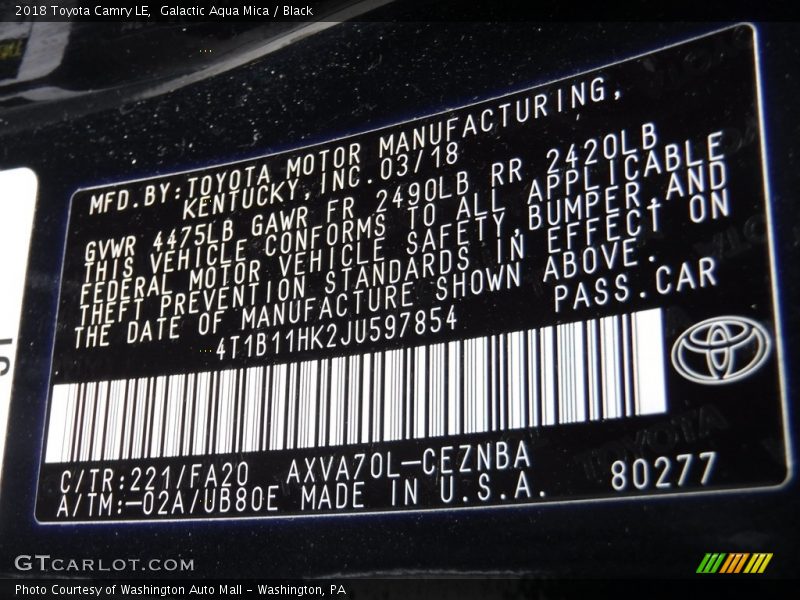 2018 Toyota Camry LE, Galactic Aqua Mica / Black
MFD.BY:TOYOTA MOTOR MANUFACTURING,
KENTUCKY,INC.03/18
GVWR 4475LB GAWR FR 2490LB RR 2420LB
THIS VEHICLE CONFORMS TO ALL APPLICABLE
FEDERAL MOTOR VEHICLE SAFETY,BUMPER,AND
THEFT PREVENTION STANDARDS IN EFFECT ON
THE DATE OF MANUFACTURE SHOWN ABOVE.
4T1B11HK2JU597854 PASS.CAR
C/TR:221/FA20 AXVA70L-CEZNBA
A/TM:-02A/UB80E MADE IN U.S.A. 80277
GTCARLOT.COM
Photo Courtesy of Washington Auto Mall - Washington, PA